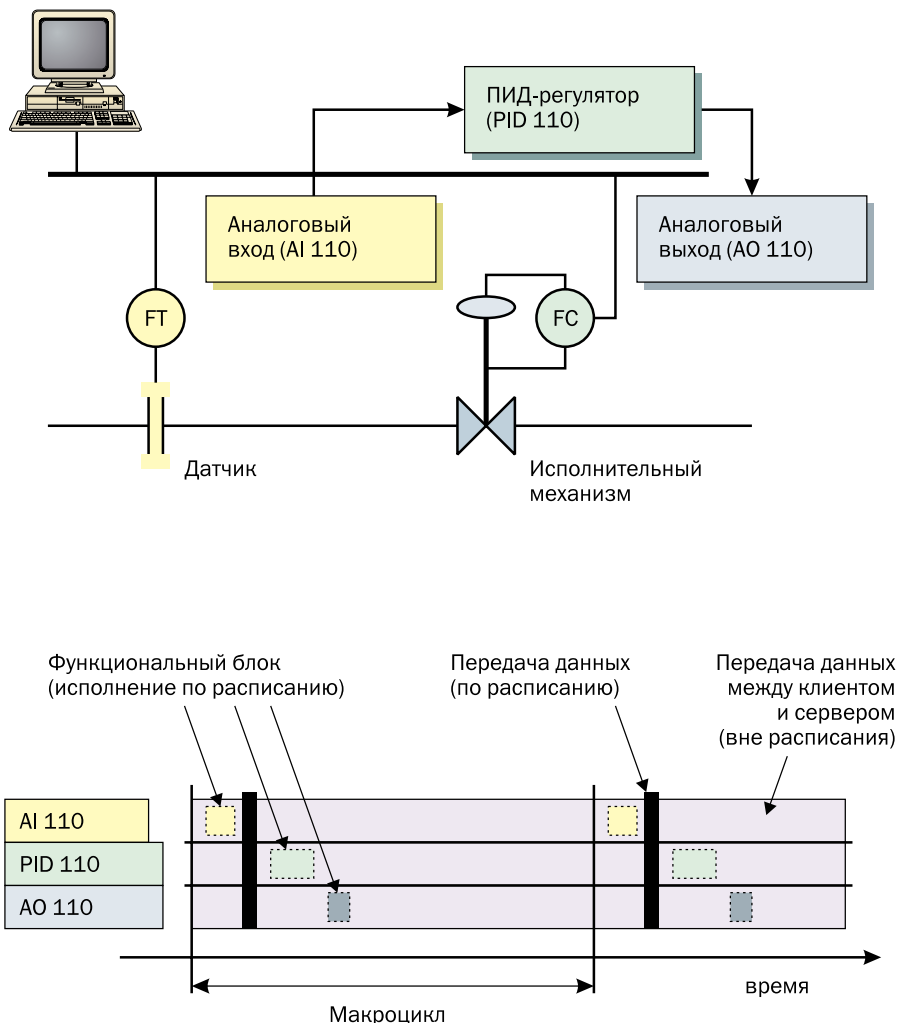 ПИД-регулятор
(PID 110)
Аналоговый
вход (AI 110)
Аналоговый
выход (AO 110)
FT
FC
Датчик
Исполнительный
механизм
Функциональный блок
(исполнение по расписанию)
Передача данных
(по расписанию)
Передача данных
между клиентом
и сервером
(вне расписания)
AI 110
PID 110
AO 110
время
Макроцикл